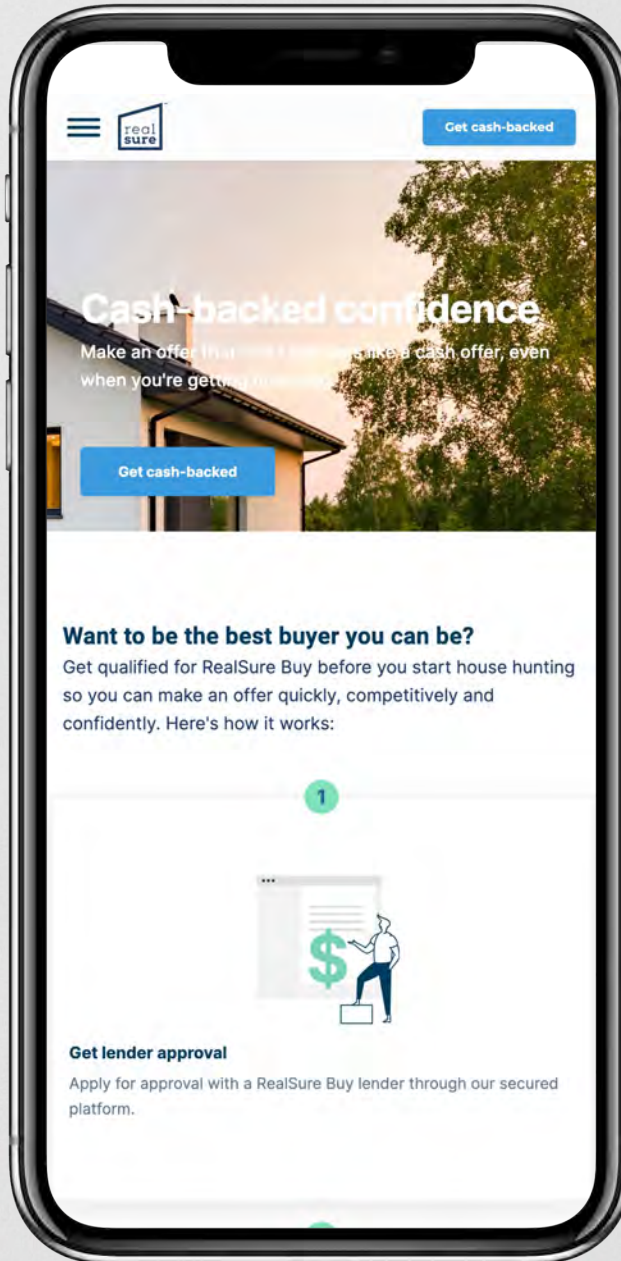 real
sure
Get cash-backed
Cash-backed confidence
Make an offer that like a cash offer, even
when you're getting
Get cash-backed
Want to be the best buyer you can be?
Get qualified for RealSure Buy before you start house hunting
so you can make an offer quickly, competitively and
confidently. Here's how it works:
1
$
Get lender approval
Apply for approval with a RealSure Buy lender through our secured
platform.